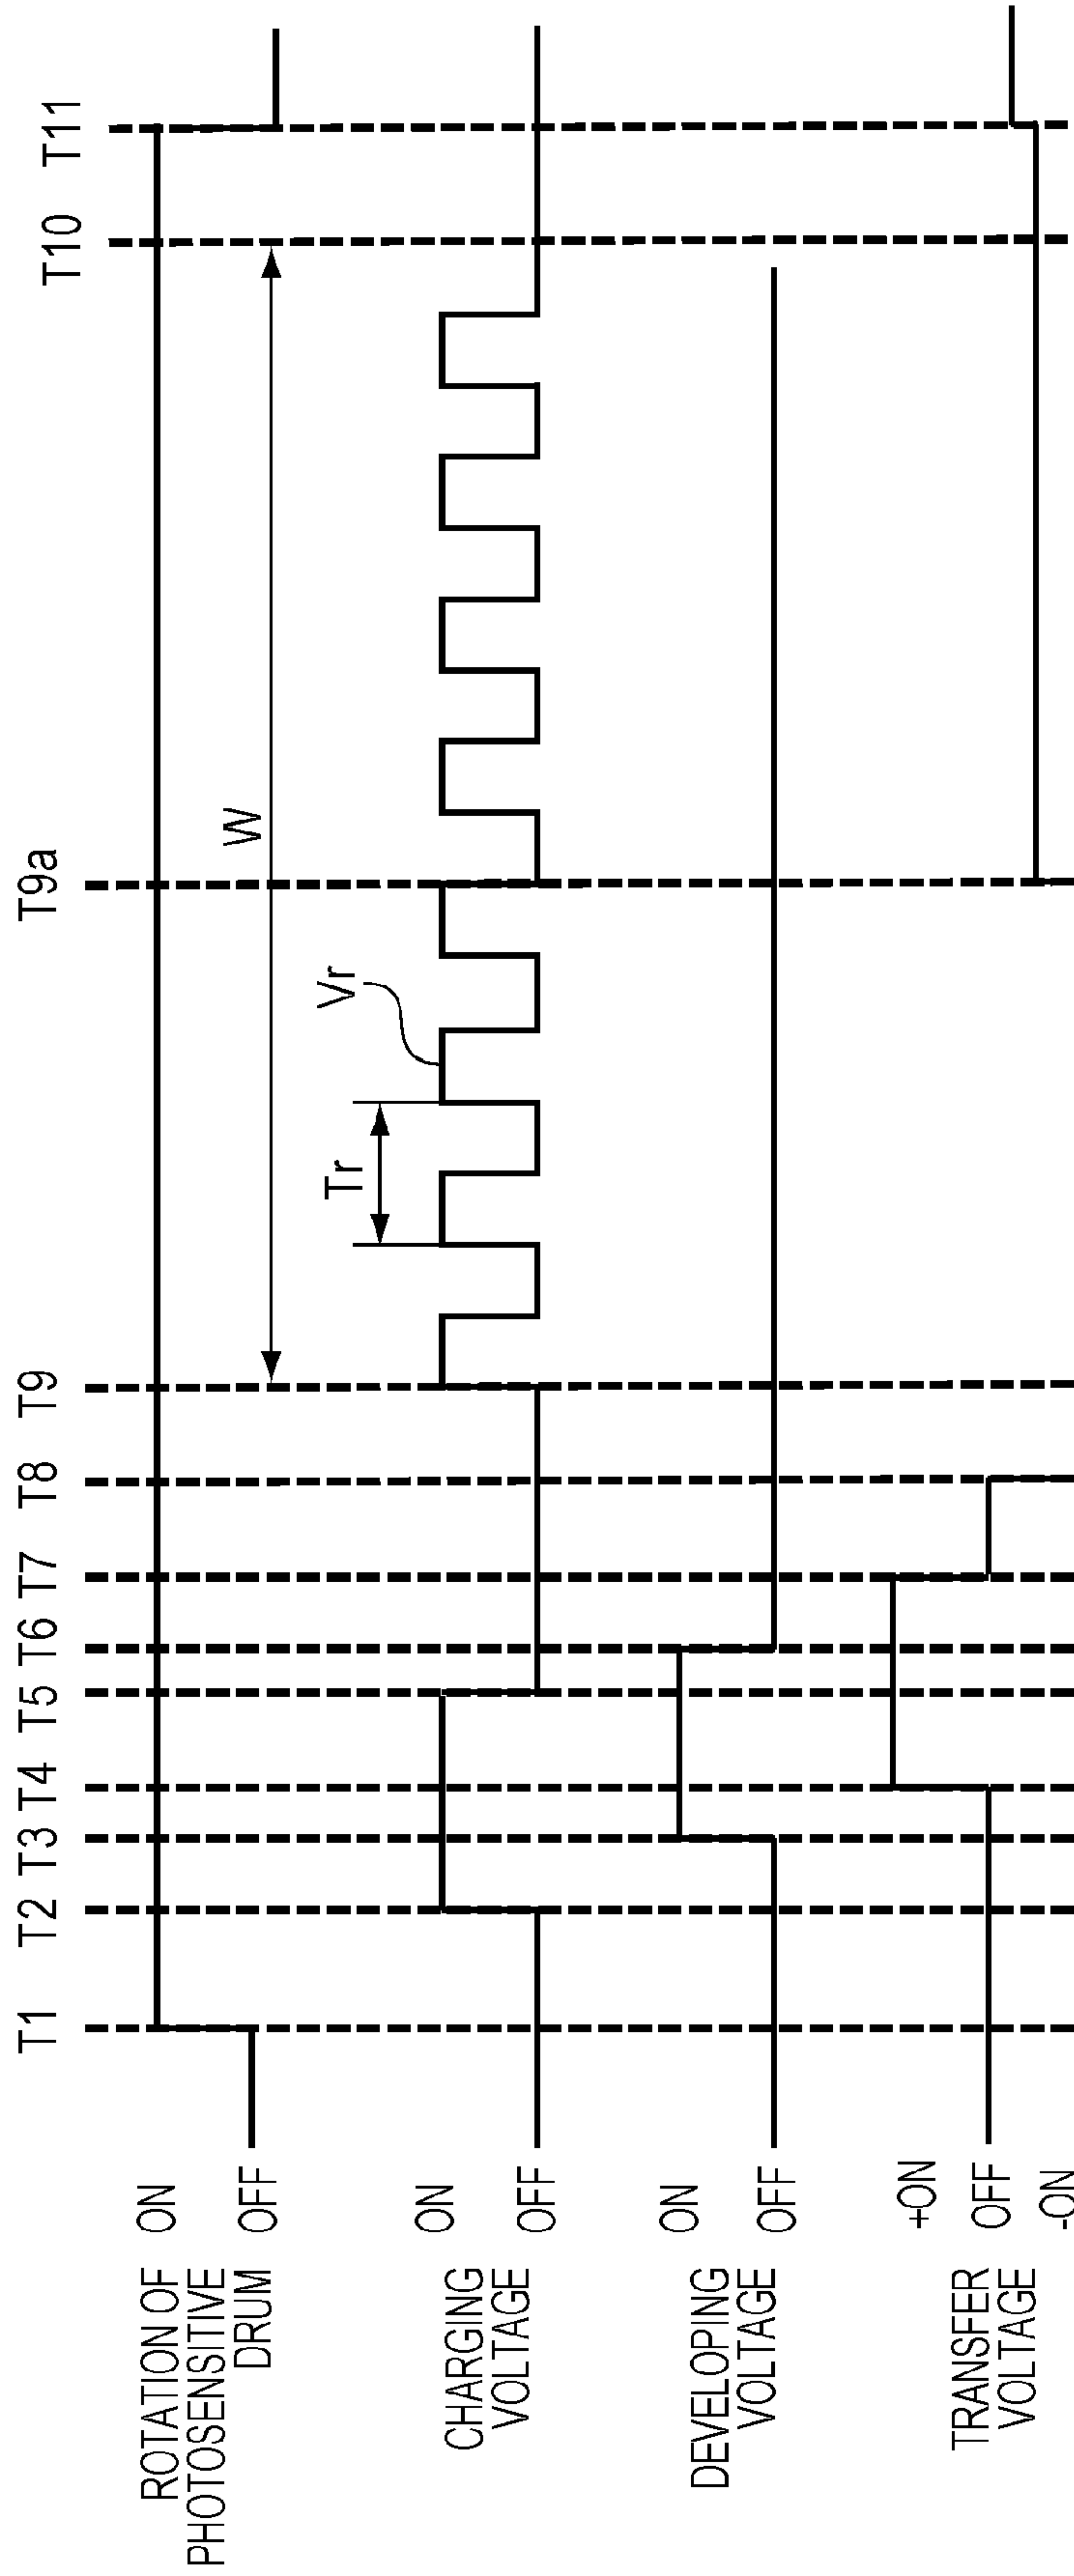 T1 T2 T3 T4 T5 T6 T7 T8 T9 T9a T10 T11
ROTATION OF
PHOTOSENSITIVE
DRUM
ON
OFF
W
CHARGING
VOLTAGE
ON
OFF
Tr
Vr
DEVELOPING
VOLTAGE
ON
OFF
TRANSFER
VOLTAGE
+ON
OFF
-ON